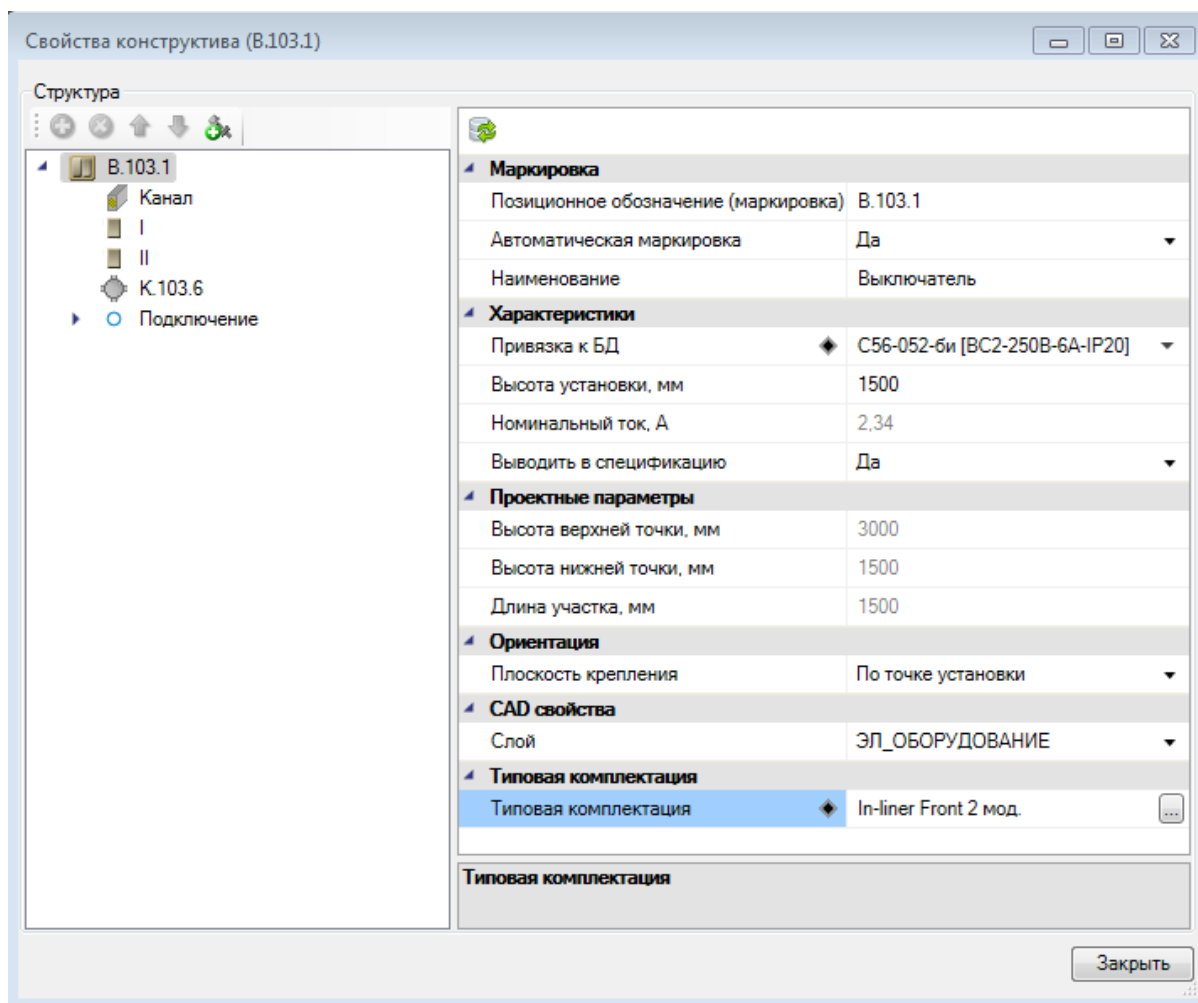 Свойства конструктива (В.103.1)
Структура
В.103.1
Канал
I
II
К.103.6
Подключение
Маркировка
Позиционное обозначение (маркировка) В.103.1
Автоматическая маркировка Да
Наименование Выключатель
Характеристики
Привязка к БД С56-052-би [ВС2-250В-6А-IP20]
Высота установки, мм 1500
Номинальный ток, А 2,34
Выводить в спецификацию Да
Проектные параметры
Высота верхней точки, мм 3000
Высота нижней точки, мм 1500
Длина участка, мм 1500
Ориентация
Плоскость крепления По точке установки
CAD свойства
Слой ЭЛ_ОБОРУДОВАНИЕ
Типовая комплектация
Типовая комплектация In-liner Front 2 мод. ...
Типовая комплектация
Закрыть